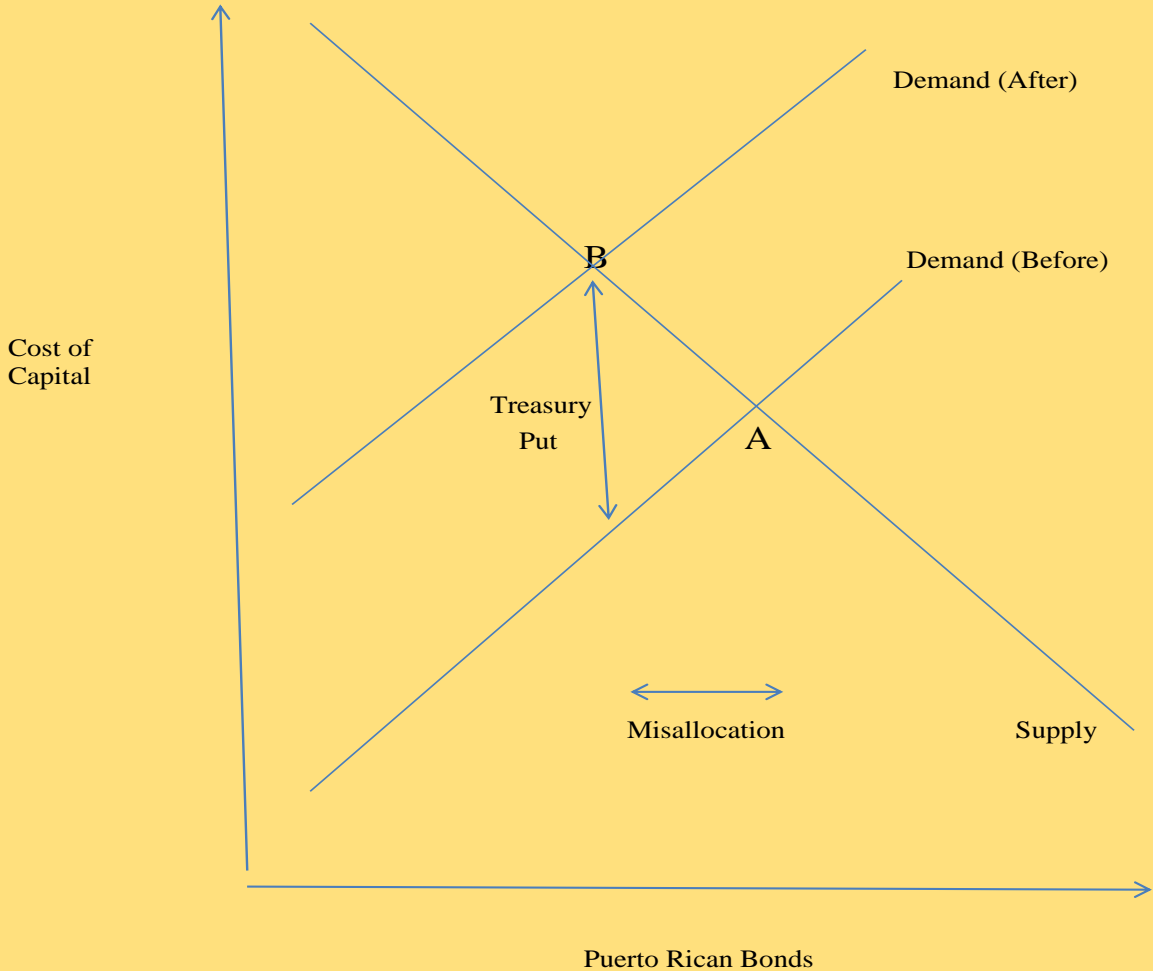 Demand (After)
B
Demand (Before)
Cost of
Capital
Treasury
Put
A
Misallocation
Supply
Puerto Rican Bonds